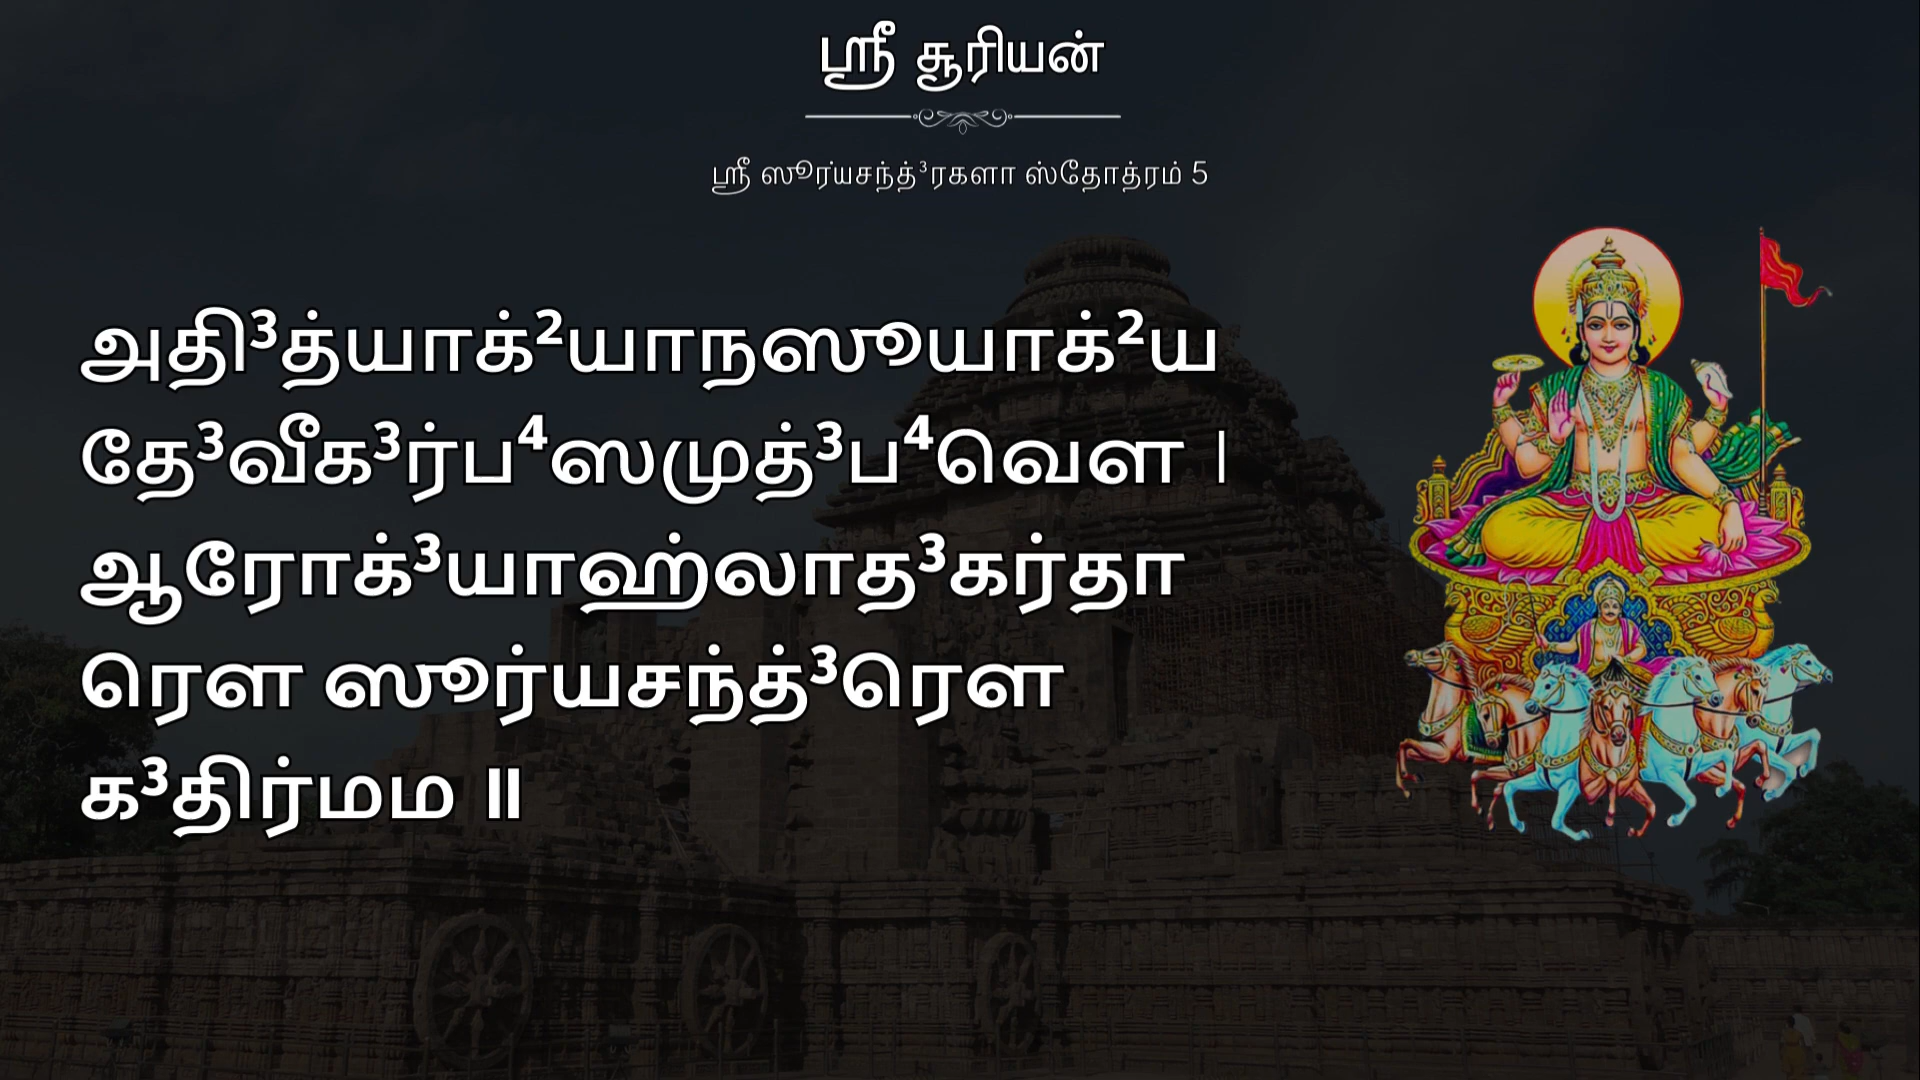 ஸ்ரீ சூரியன்
ஸ்ரீ ஸூர்யசந்த்³ரகளா ஸ்தோத்ரம் 5
அதி³த்யாக்²யாநஸூயாக்²ய
தே³வீக³ர்ப⁴ஸமுத்³ப⁴வௌ |
ஆரோக்³யாஹ்லாத³கர்தா
ரௌ ஸூர்யசந்த்³ரௌ
க³திர்மம ॥